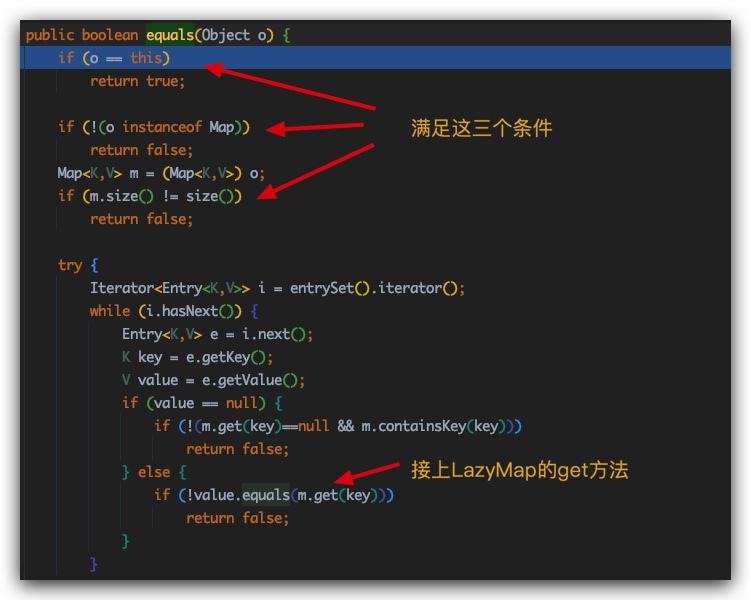 public boolean equals(Object o) {
if (o == this)
return true;
满足这三个条件
if (!(o instanceof Map))
return false;
Map<K,V> m = (Map<K,V>) o;
if (m.size() != size())
return false;
try {
Iterator<Entry<K,V>> i = entrySet().iterator();
while (i.hasNext()) {
Entry<K,V> e = i.next();
K key = e.getKey();
V value = e.getValue();
if (value == null) {
if (!(m.get(key)==null && m.containsKey(key)))
return false;
} else {
接上LazyMap的get方法
if (!value.equals(m.get(key)))
return false;
}
}